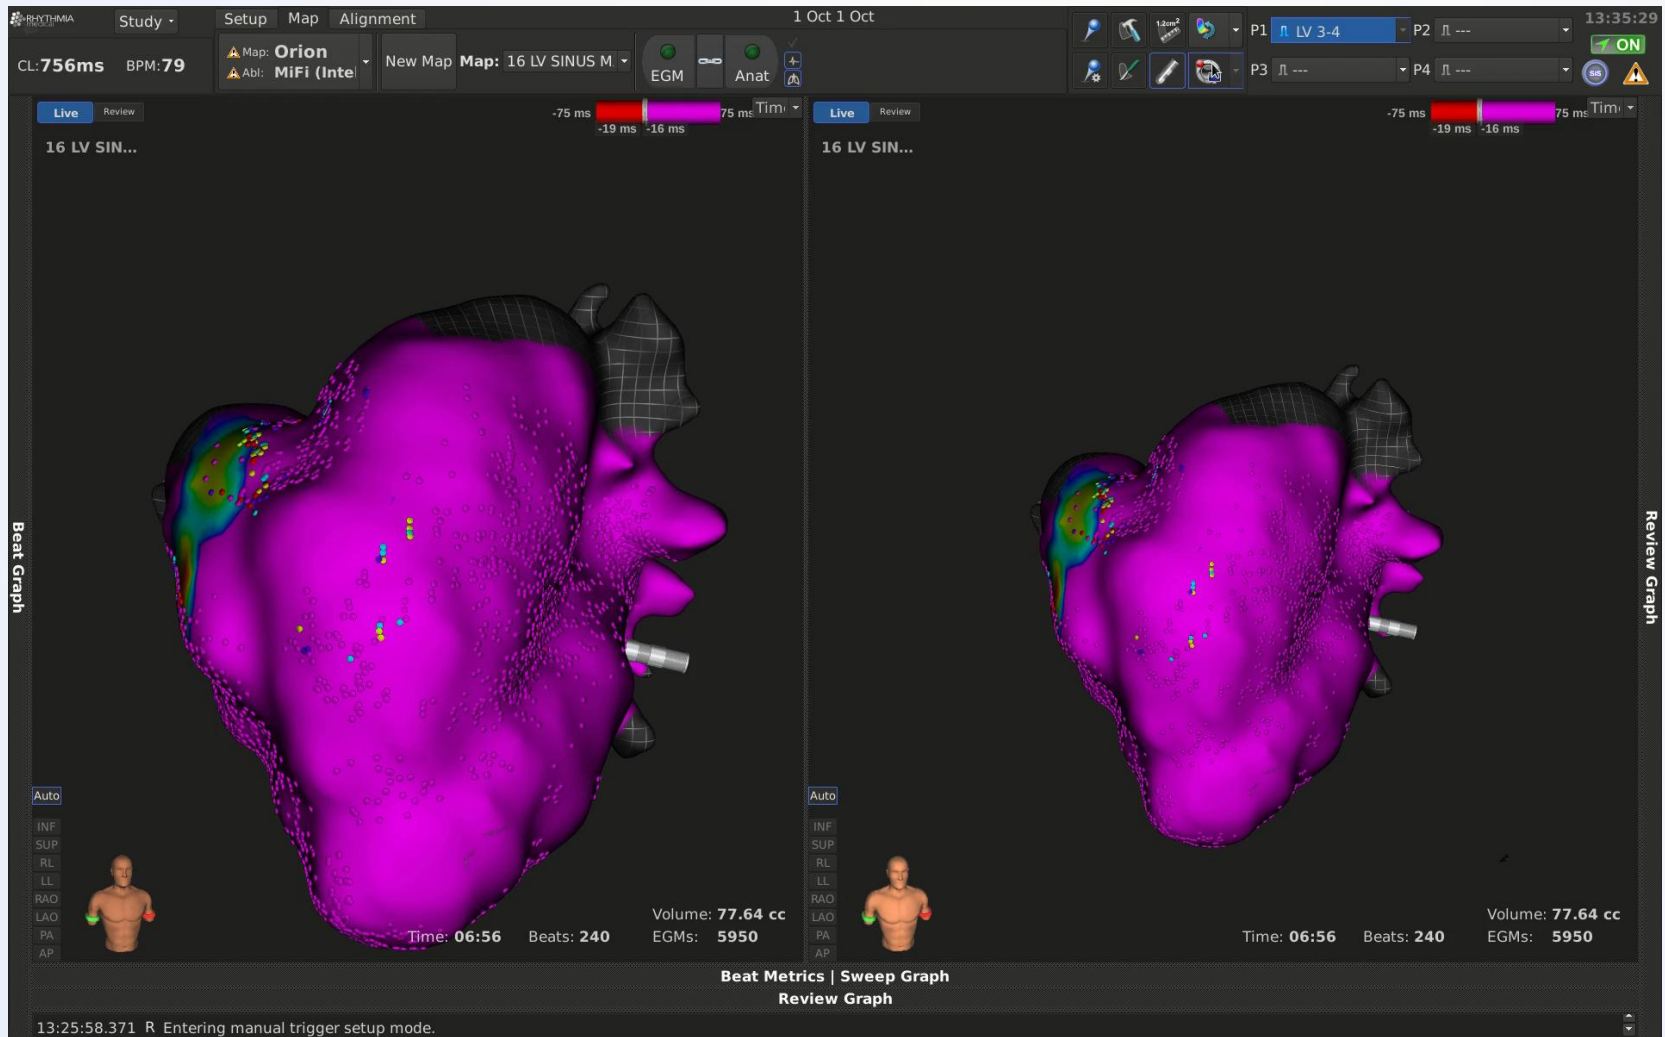 RHYTHMIA
medical
Study
Setup Map Alignment
1 Oct 1 Oct
13:35:29
CL:756ms BPM:79
Map: Orion
Abl: MiFi (Inte
New Map Map: 16 LV SINUS M
EGM
Anat
1.2cm²
P1 LV 3-4
P2 ---
P3 ---
P4 ---
ON
SIS
Live Review
-75 ms 75 ms Tim
-19 ms -16 ms
16 LV SIN...
Beat Graph
Auto
INF
SUP
RL
LL
RAO
LAO
PA
AP
Volume: 77.64 cc
Time: 06:56 Beats: 240 EGMs: 5950
Live Review
-75 ms 75 ms Tim
-19 ms -16 ms
16 LV SIN...
Review Graph
Auto
INF
SUP
RL
LL
RAO
LAO
PA
AP
Volume: 77.64 cc
Time: 06:56 Beats: 240 EGMs: 5950
Beat Metrics | Sweep Graph
Review Graph
13:25:58.371 R Entering manual trigger setup mode.